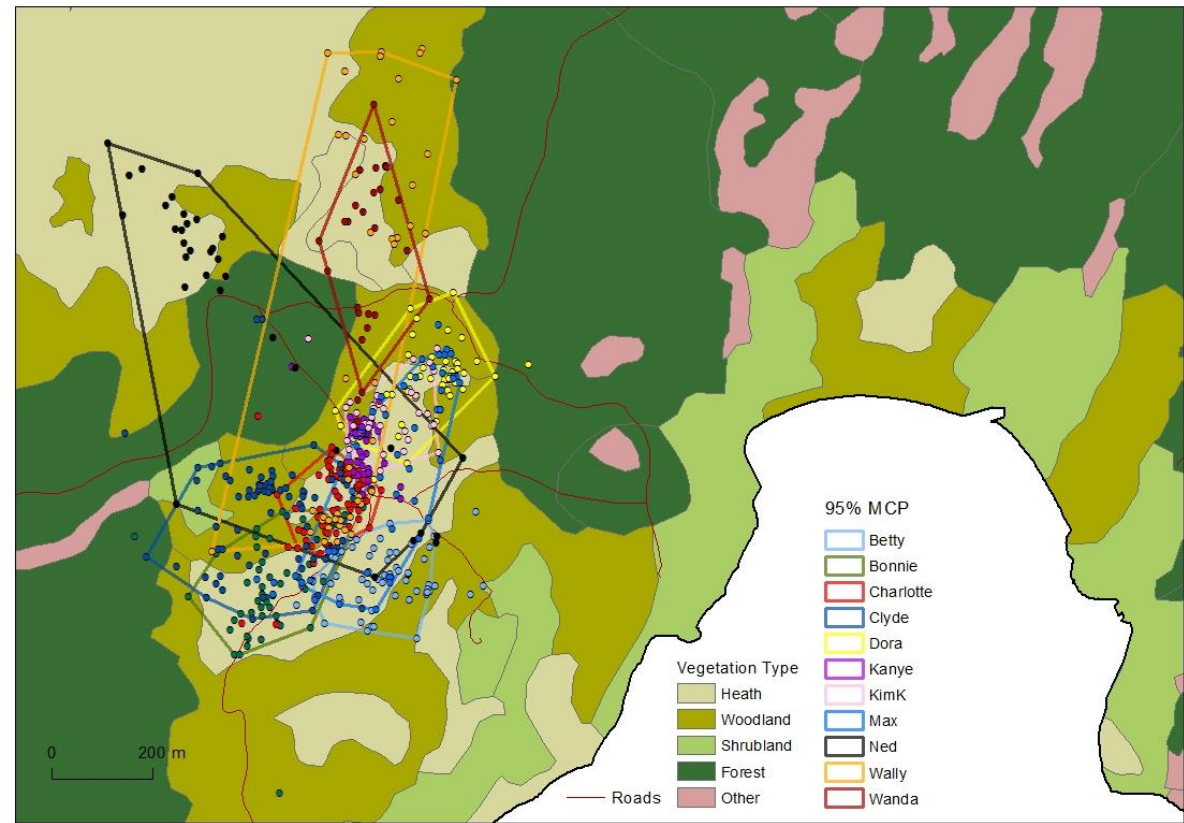 95% MCP
Betty
Bonnie
Charlotte
Clyde
Dora
Kanye
KimK
Max
Ned
Wally
Wanda
Vegetation Type
Heath
Woodland
Shrubland
Forest
Other
Roads
0 200 m